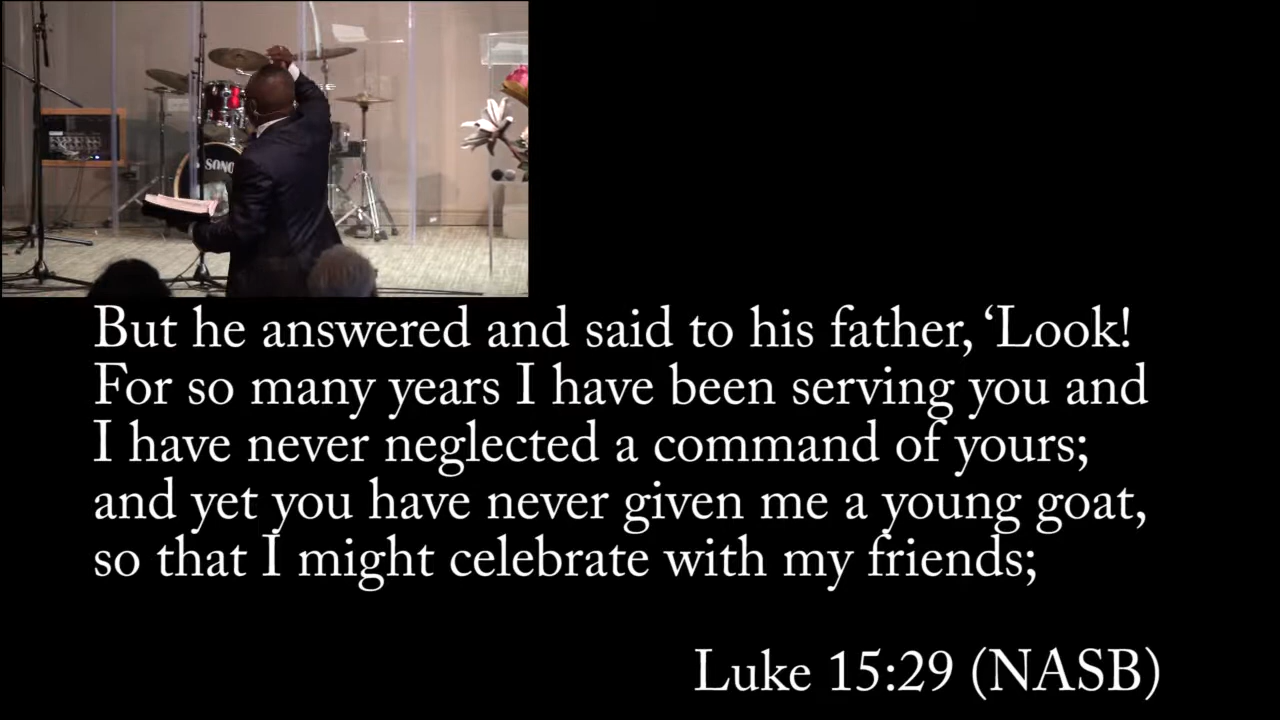 SONO
But he answered and said to his father, ‘Look!
For so many years I have been serving you and
I have never neglected a command of yours;
and yet you have never given me a young goat,
so that I might celebrate with my friends;
Luke 15:29 (NASB)